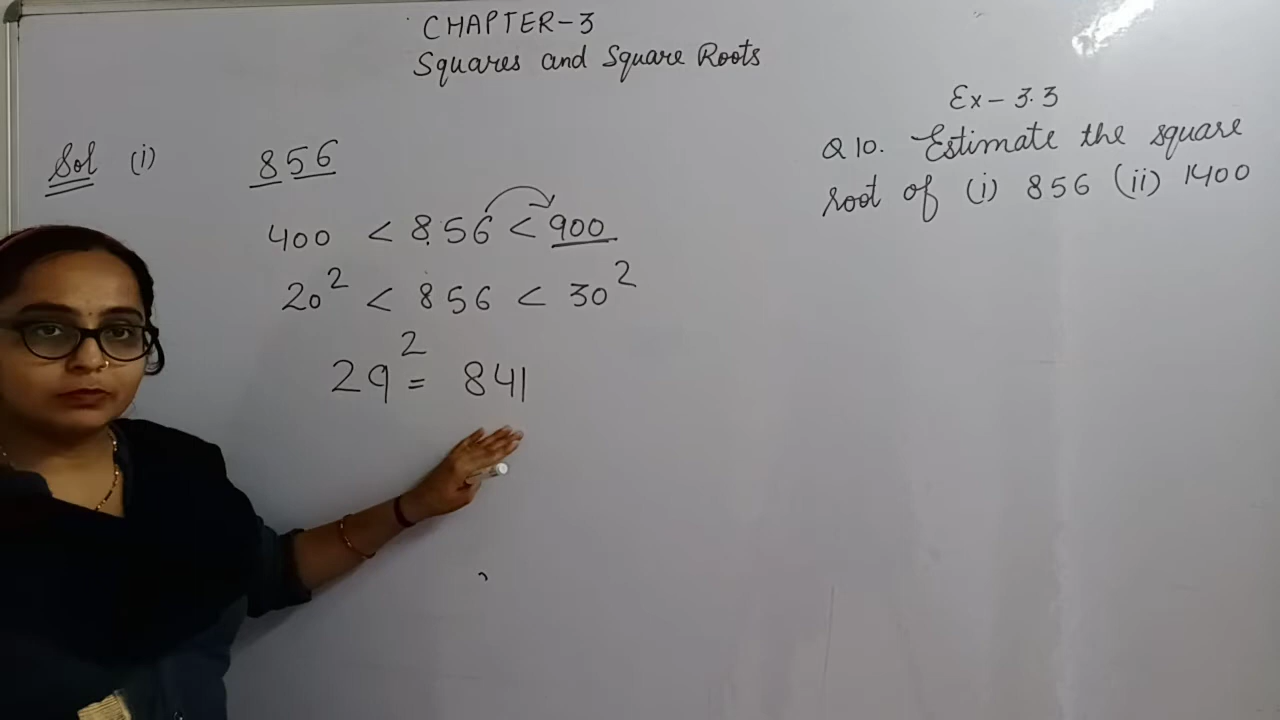 CHAPTER-3
Squares and Square Roots
Ex-3.3
Q10. Estimate the square
root of (i) 856 (ii) 1400
Sol (i) 856
400 < 856 < 900
20² < 856 < 30²
29² = 841